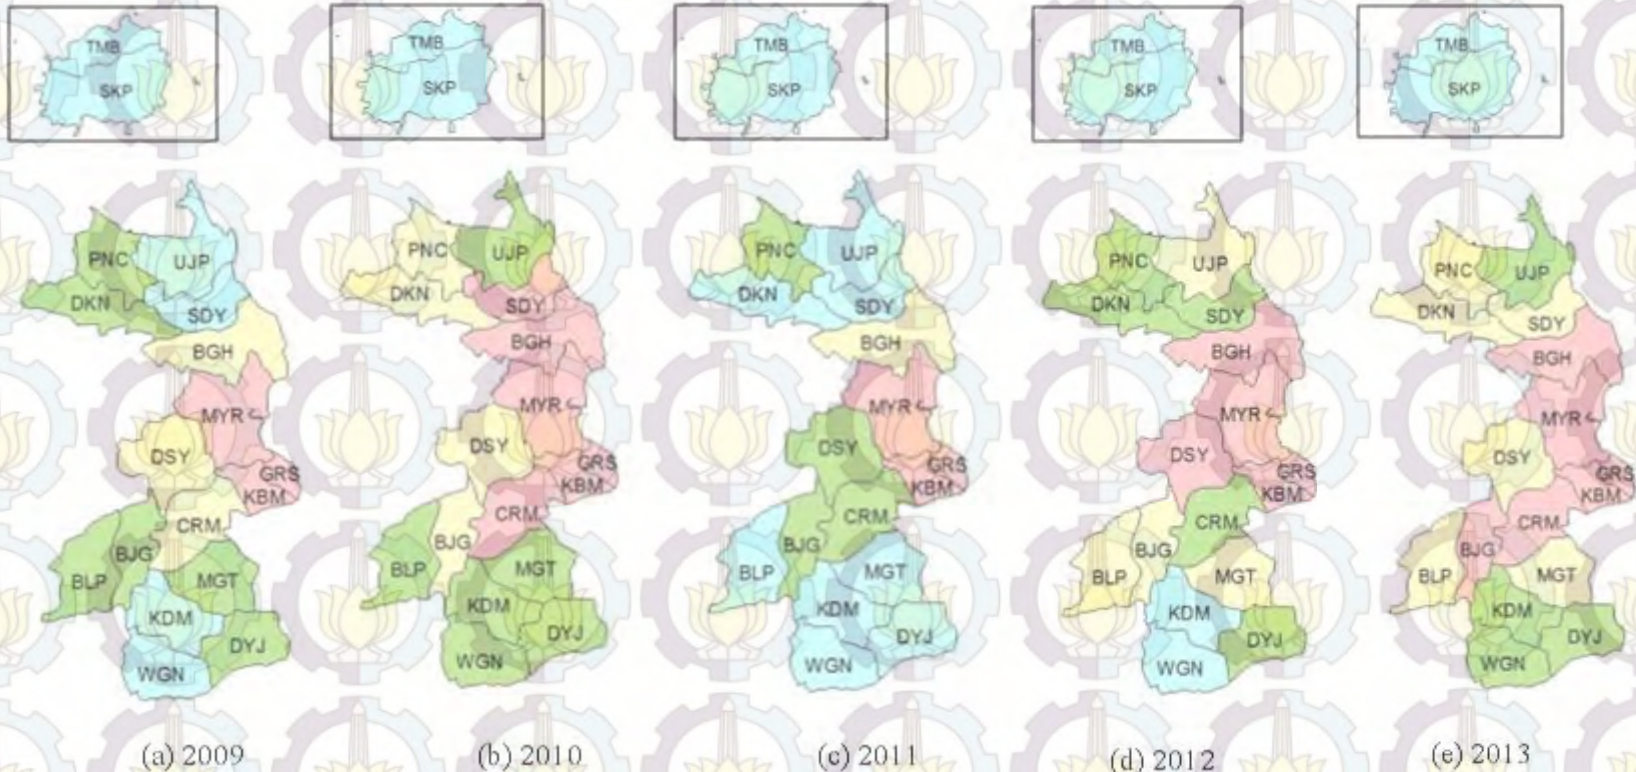 TMB
SKP
PNC
UJP
DKN
SDY
BGH
MYR
DSY
GRS
KBM
CRM
BJG
BLP
MGT
KDM
DYJ
WGN
(a) 2009
TMB
SKP
PNC
UJP
DKN
SDY
BGH
MYR
DSY
GRS
KBM
CRM
BJG
BLP
MGT
KDM
DYJ
WGN
(b) 2010
TMB
SKP
PNC
UJP
DKN
SDY
BGH
MYR
DSY
GRS
KBM
CRM
BJG
BLP
MGT
KDM
DYJ
WGN
(c) 2011
TMB
SKP
PNC
UJP
DKN
SDY
BGH
MYR
DSY
GRS
KBM
CRM
BJG
BLP
MGT
KDM
DYJ
WGN
(d) 2012
TMB
SKP
PNC
UJP
DKN
SDY
BGH
MYR
DSY
GRS
KBM
CRM
BJG
BLP
MGT
KDM
DYJ
WGN
(e) 2013